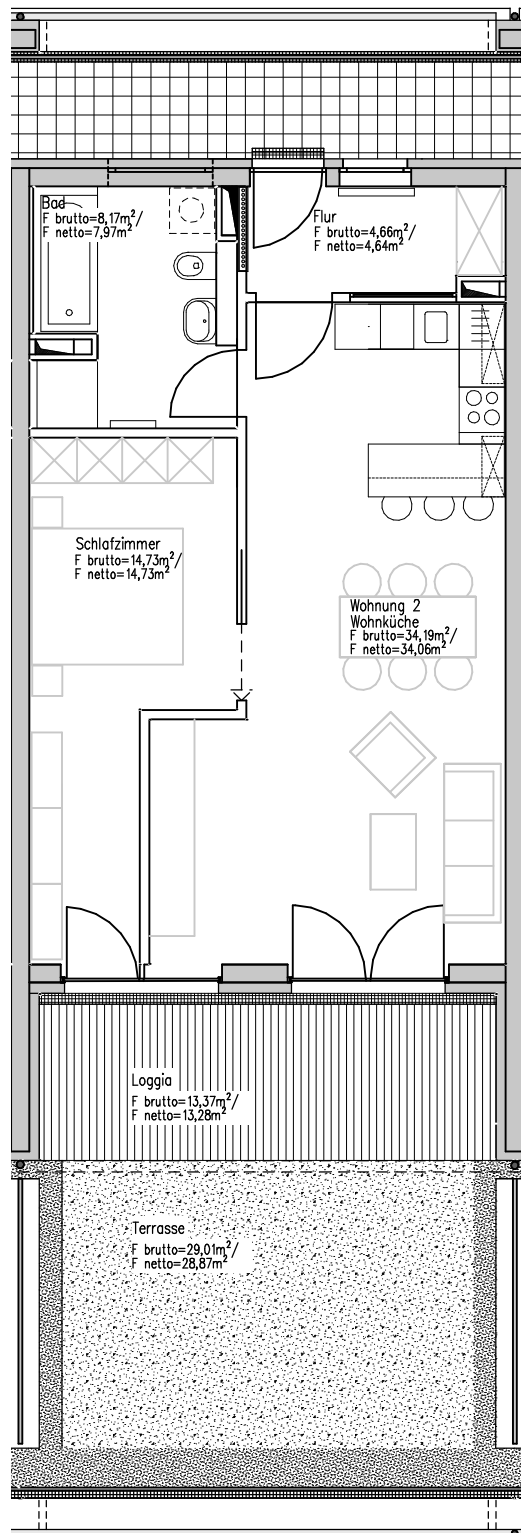 Bad
F brutto=8,17m²/
F netto=7,97m²
Flur
F brutto=4,66m²/
F netto=4,64m²
Schlafzimmer
F brutto=14,73m²/
F netto=14,73m²
Wohnung 2
Wohnküche
F brutto=34,19m²/
F netto=34,06m²
Loggia
F brutto=13,37m²/
F netto=13,28m²
Terrasse
F brutto=29,01m²/
F netto=28,87m²